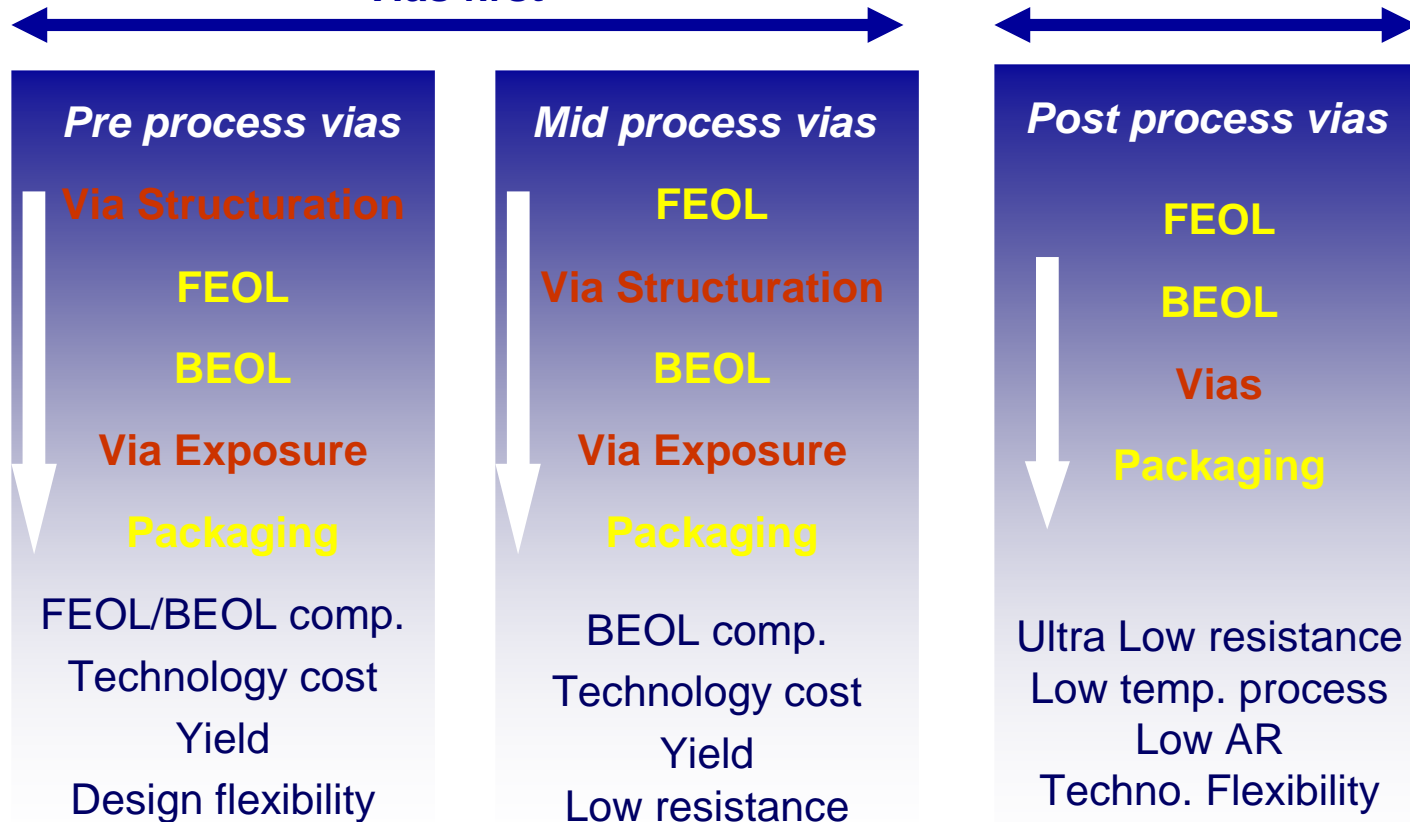 Vias first
Pre process vias
Via Structuration
FEOL
BEOL
Via Exposure
Packaging
FEOL/BEOL comp.
Technology cost
Yield
Design flexibility
Mid process vias
FEOL
Via Structuration
BEOL
Via Exposure
Packaging
BEOL comp.
Technology cost
Yield
Low resistance
Post process vias
FEOL
BEOL
Vias
Packaging
Ultra Low resistance
Low temp. process
Low AR
Techno. Flexibility